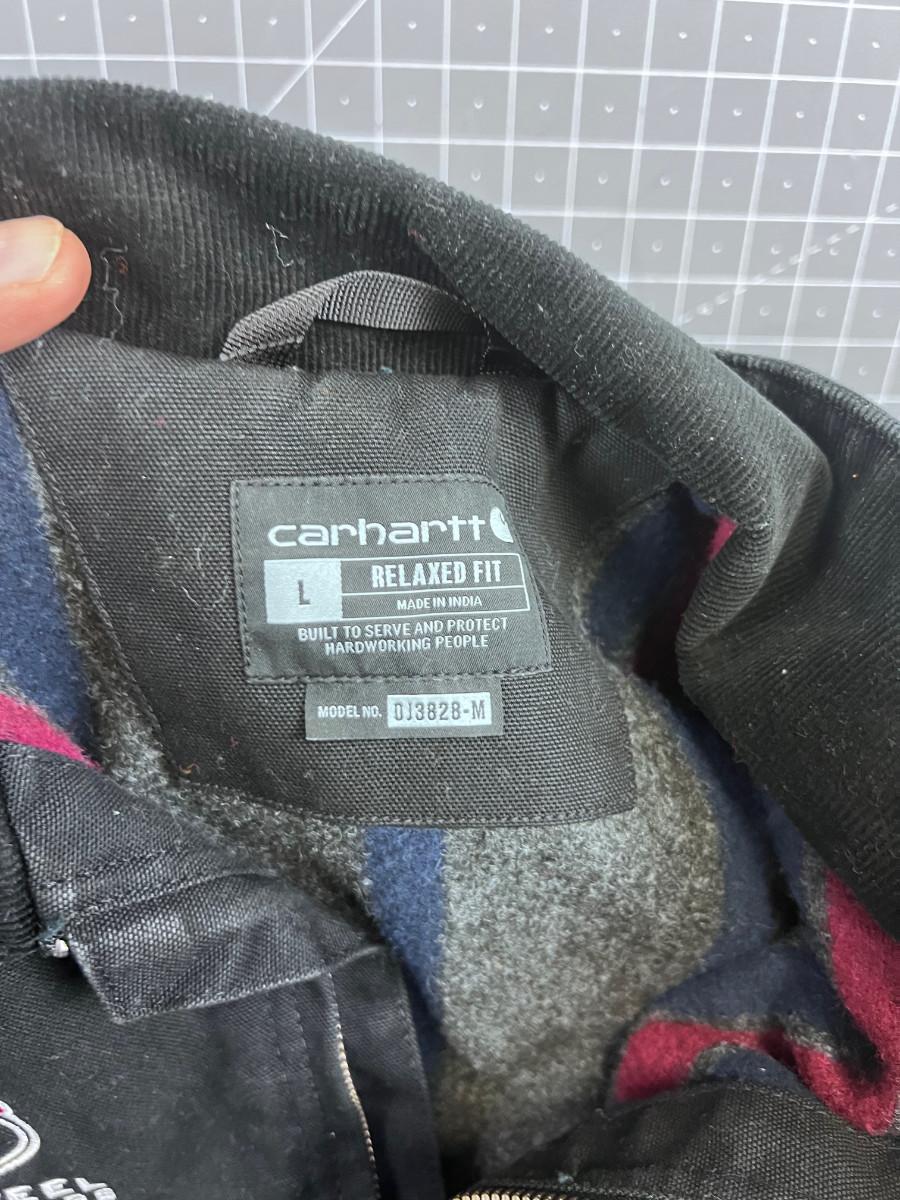 carhartt
L
RELAXED FIT
MADE IN INDIA
BUILT TO SERVE AND PROTECT
HARDWORKING PEOPLE
MODEL NO. OJ3828-M